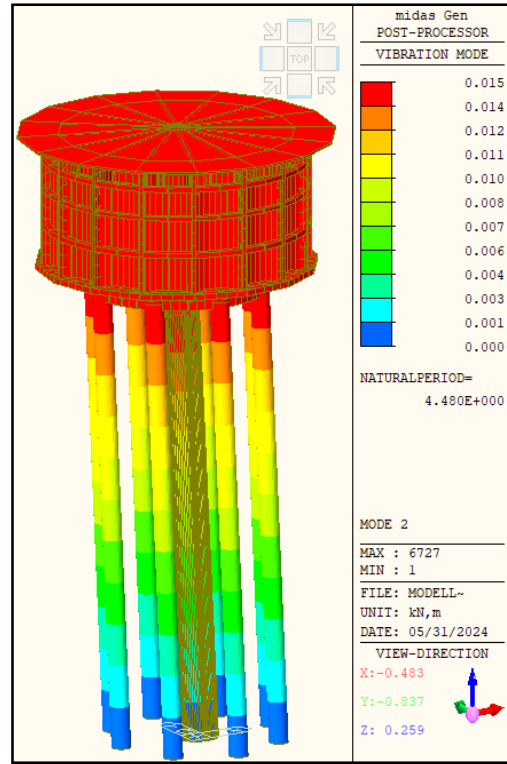 midas Gen
POST-PROCESSOR
VIBRATION MODE
TOP
0.015
0.014
0.012
0.011
0.010
0.008
0.007
0.006
0.004
0.003
0.001
0.000
NATURALPERIOD=
4.480E+000
MODE 2
MAX : 6727
MIN : 1
FILE: MODELL~
UNIT: kN,m
DATE: 05/31/2024
VIEW-DIRECTION
X:-0.483
Y:-0.837
Z: 0.259